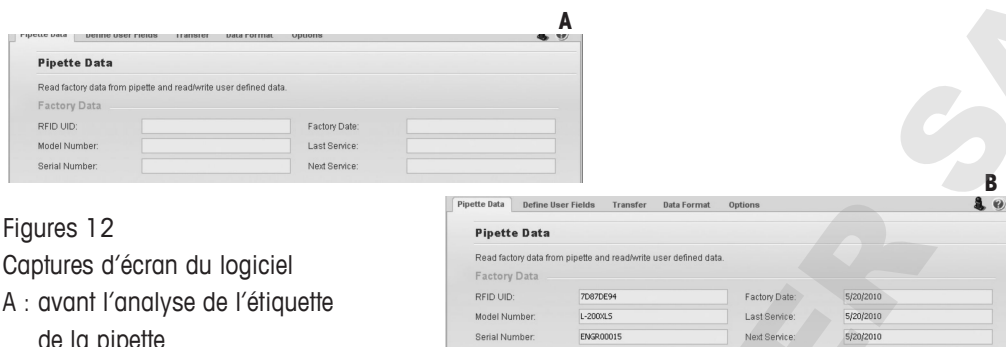 A
Pipette Data Define User Fields Transfer Data Format Options
Pipette Data
Read factory data from pipette and read/write user defined data.
Factory Data
RFID UID: Factory Date:
Model Number: Last Service:
Serial Number: Next Service:
B
Pipette Data Define User Fields Transfer Data Format Options
Pipette Data
Read factory data from pipette and read/write user defined data.
Factory Data
RFID UID: 7D87DE94 Factory Date: 5/20/2010
Model Number: L-200XLS Last Service: 5/20/2010
Serial Number: ENGR00015 Next Service: 5/20/2010
Figures 12
Captures d'écran du logiciel
A : avant l'analyse de l'étiquette
de la pipette